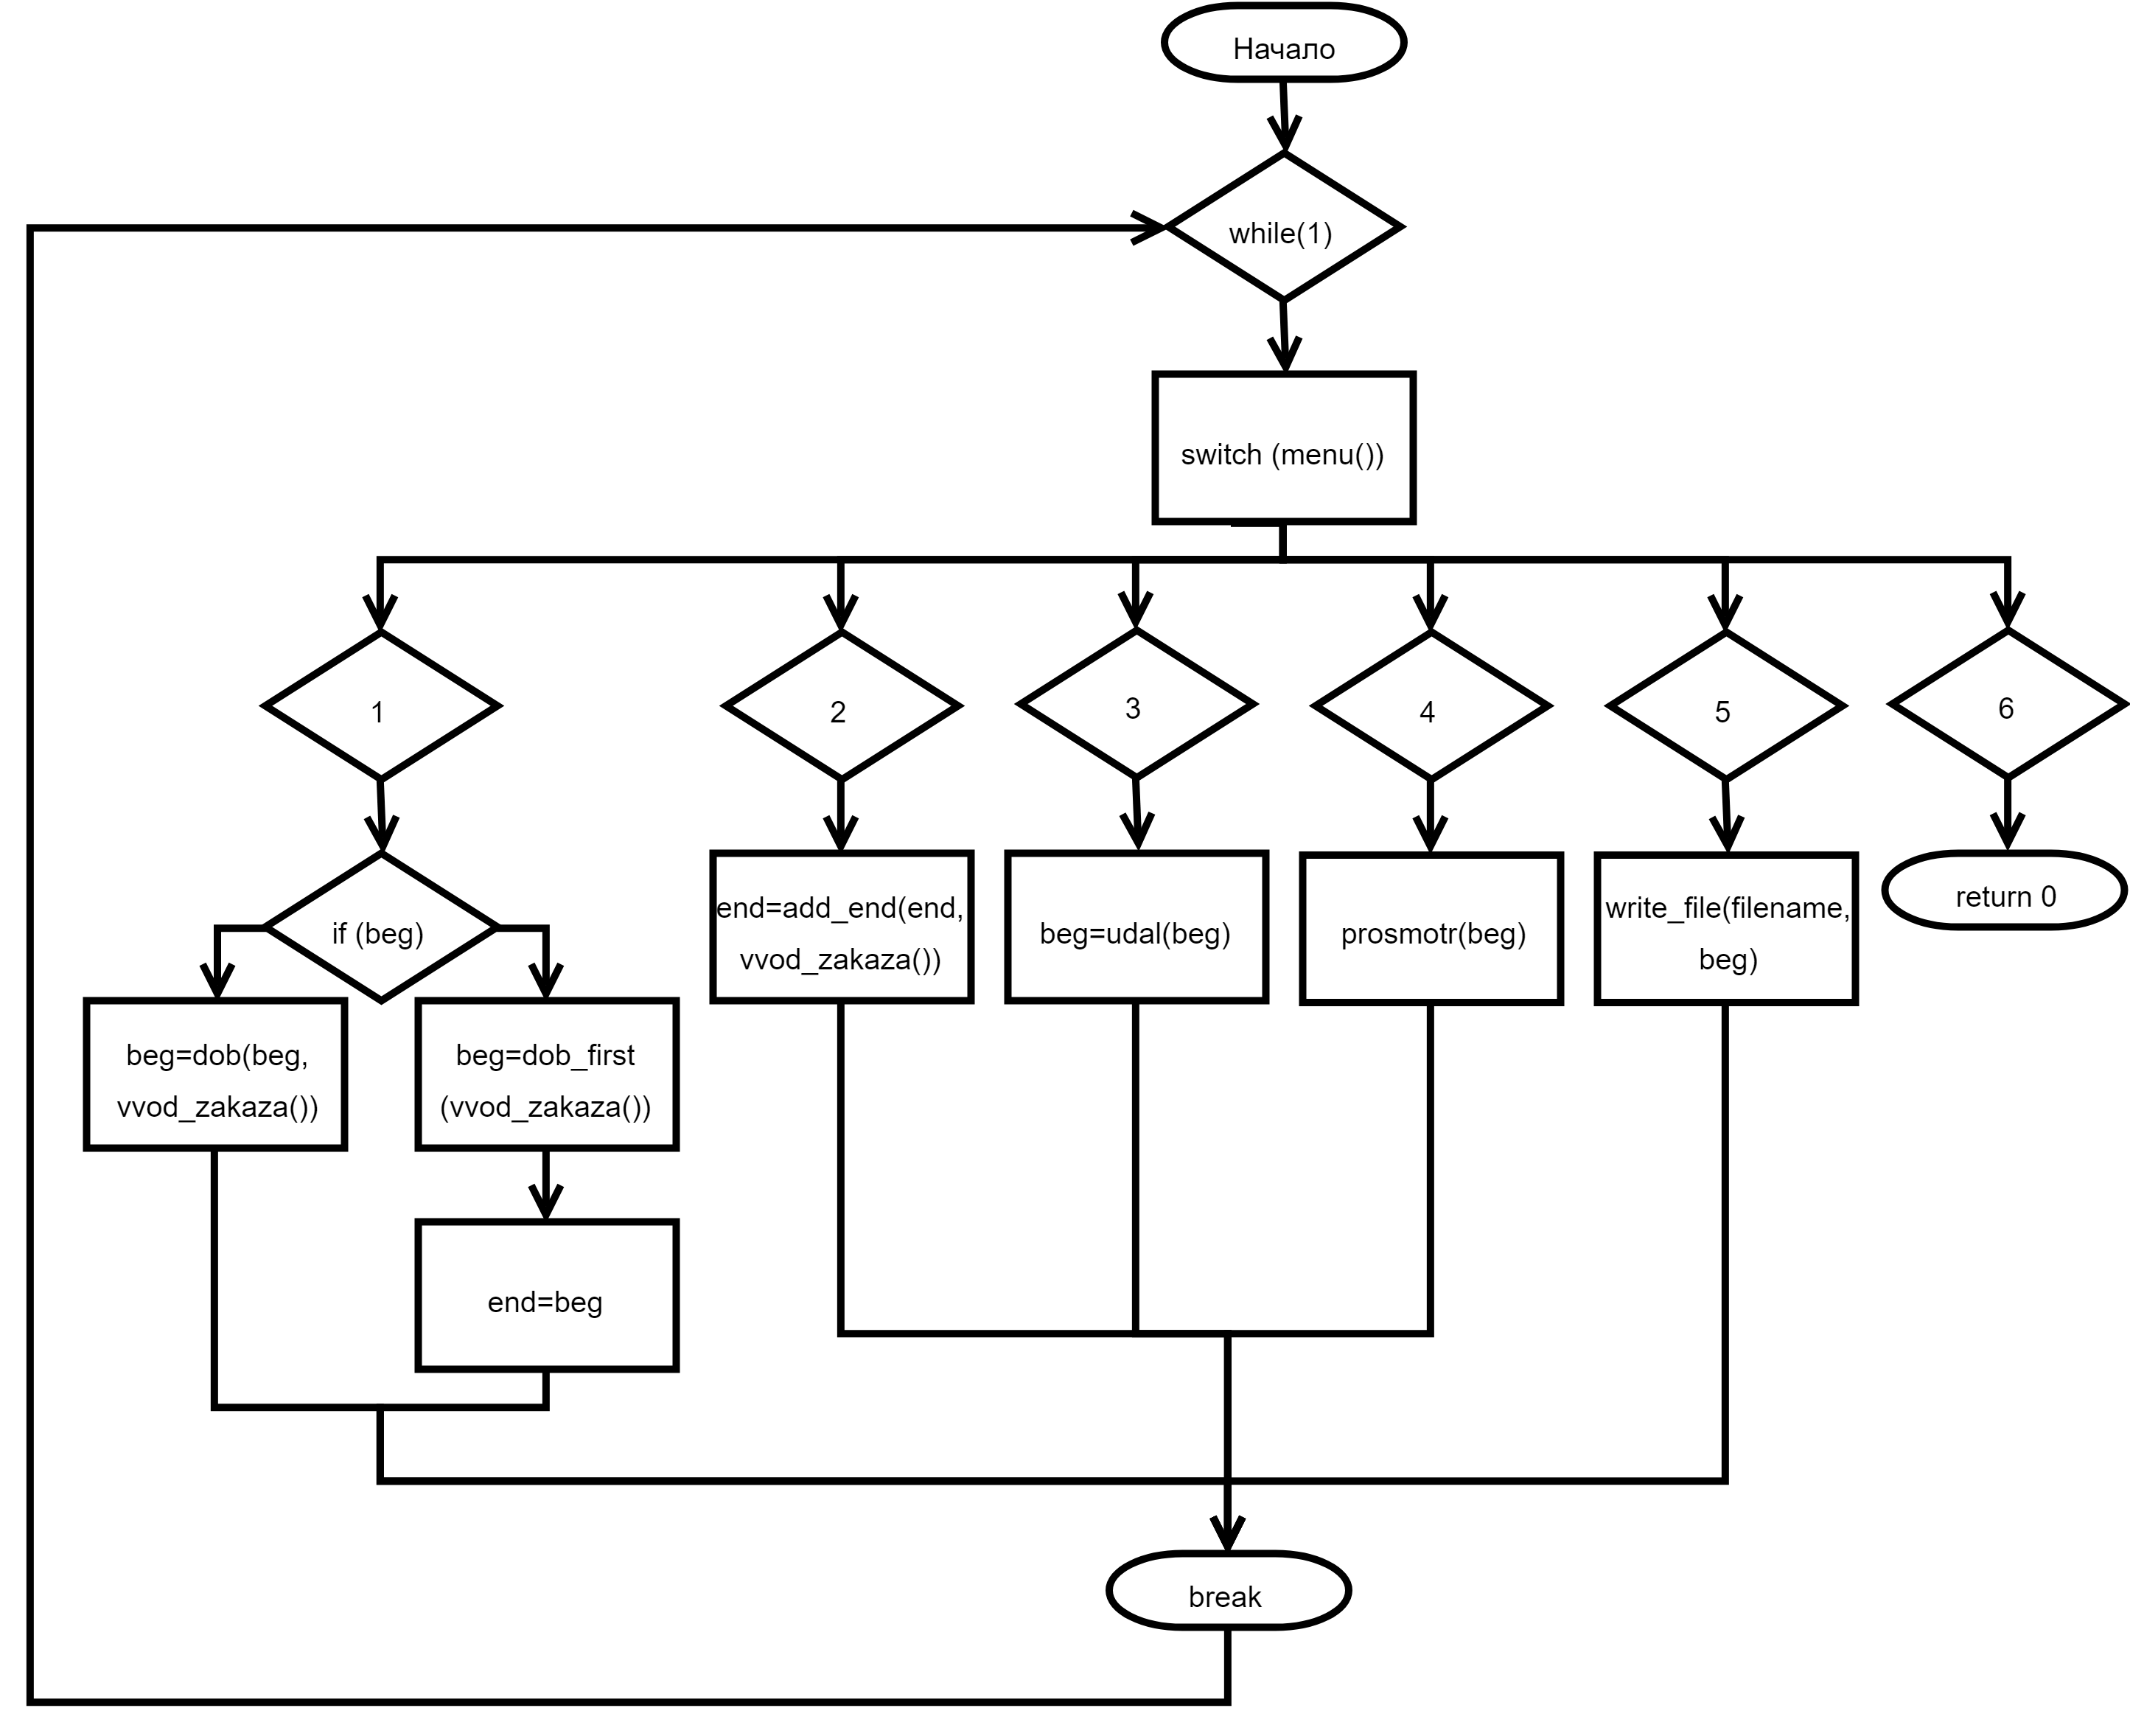 Начало
while(1)
switch (menu())
1
2
3
4
5
6
if (beg)
end=add_end(end,
vvod_zakaza())
beg=udal(beg)
prosmotr(beg)
write_file(filename,
beg)
return 0
beg=dob(beg,
vvod_zakaza())
beg=dob_first
(vvod_zakaza())
end=beg
break